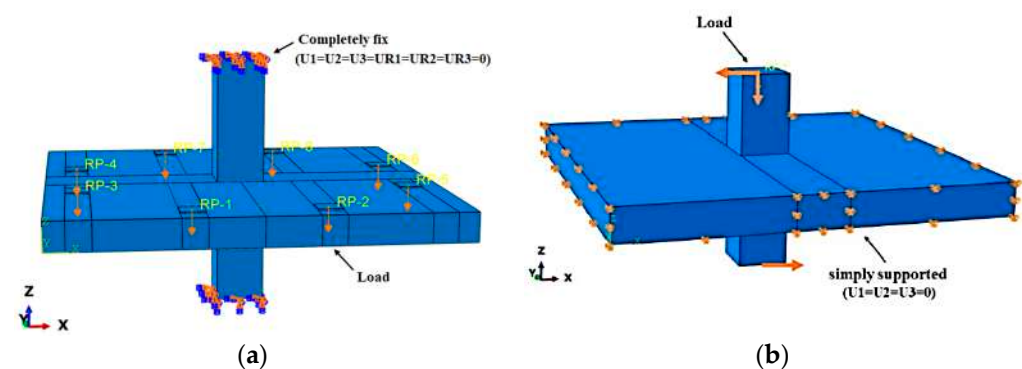 Completely fix
(U1=U2=U3=UR1=UR2=UR3=0)
RP-4
RP-7
RP-3
RP-1
RP-2
Load
Z
Y
X
Z
Y
X
(a)
Load
simply supported
(U1=U2=U3=0)
Z
Y
X
(b)